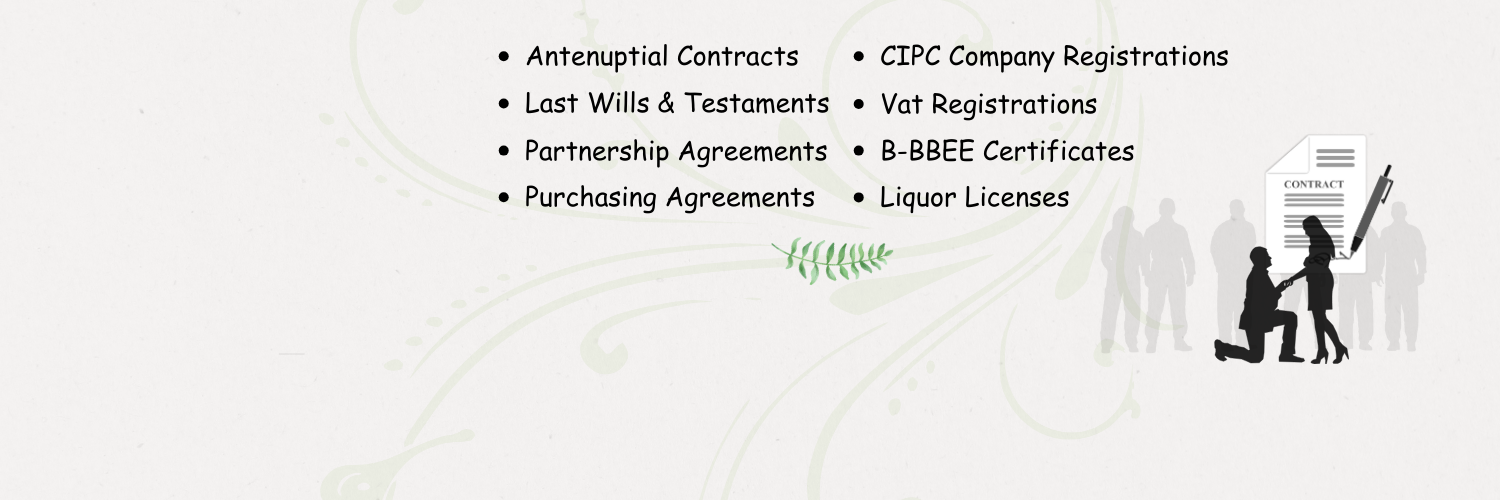 • Antenuptial Contracts
• Last Wills & Testaments
• Partnership Agreements
• Purchasing Agreements
• CIPC Company Registrations
• Vat Registrations
• B-BBEE Certificates
• Liquor Licenses
CONTRACT